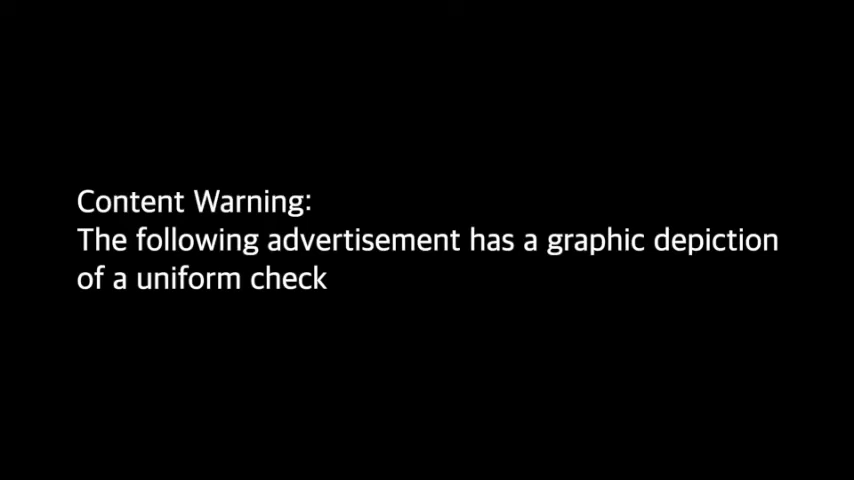 Content Warning:
The following advertisement has a graphic depiction
of a uniform check